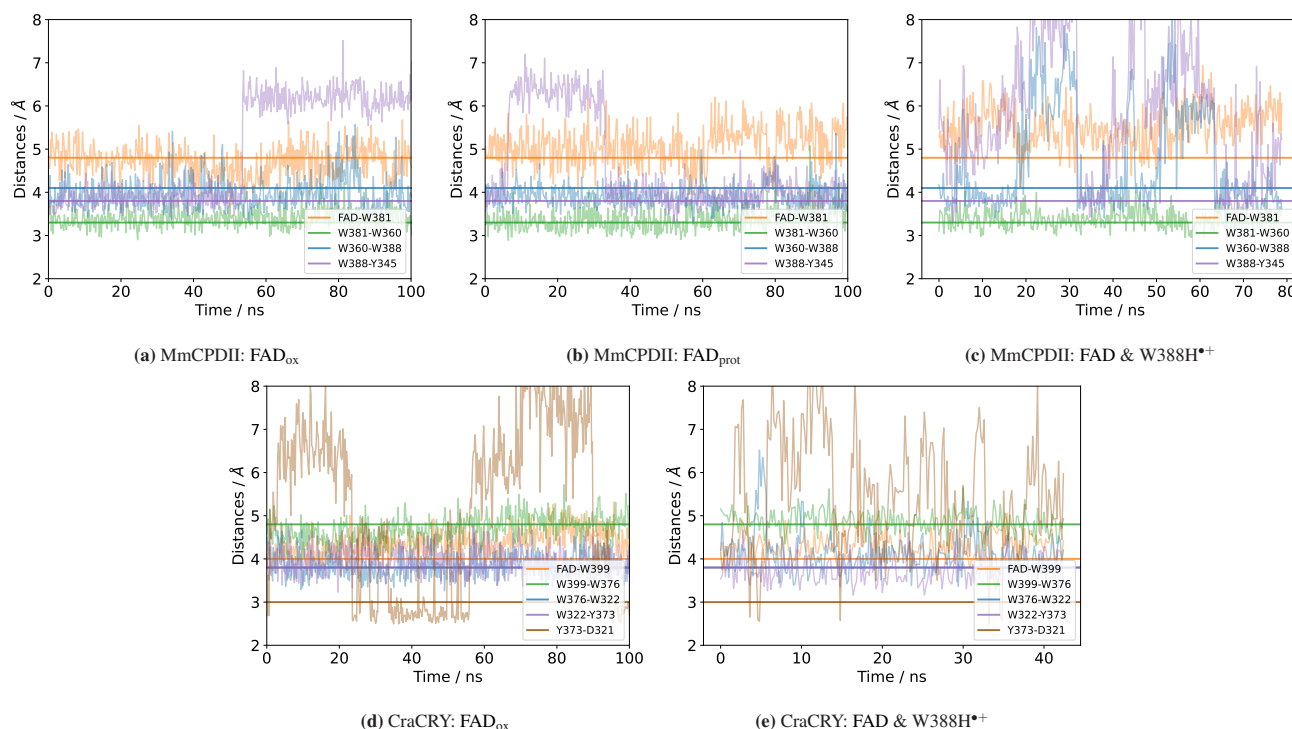 8
7
6
5
4
3
2
Distances / Å
0 20 40 60 80 100
Time / ns
FAD-W381
W381-W360
W360-W388
W388-Y345
(a) MmCPDII: FADox
8
7
6
5
4
3
2
Distances / Å
0 20 40 60 80 100
Time / ns
FAD-W381
W381-W360
W360-W388
W388-Y345
(b) MmCPDII: FADprot
8
7
6
5
4
3
2
Distances / Å
0 10 20 30 40 50 60 70 80
Time / ns
FAD-W381
W381-W360
W360-W388
W388-Y345
(c) MmCPDII: FAD & W388H•+
8
7
6
5
4
3
2
Distances / Å
0 20 40 60 80 100
Time / ns
FAD-W399
W399-W376
W376-W322
W322-Y373
Y373-D321
(d) CraCRY: FADox
8
7
6
5
4
3
2
Distances / Å
0 10 20 30 40
Time / ns
FAD-W399
W399-W376
W376-W322
W322-Y373
Y373-D321
(e) CraCRY: FAD & W388H•+